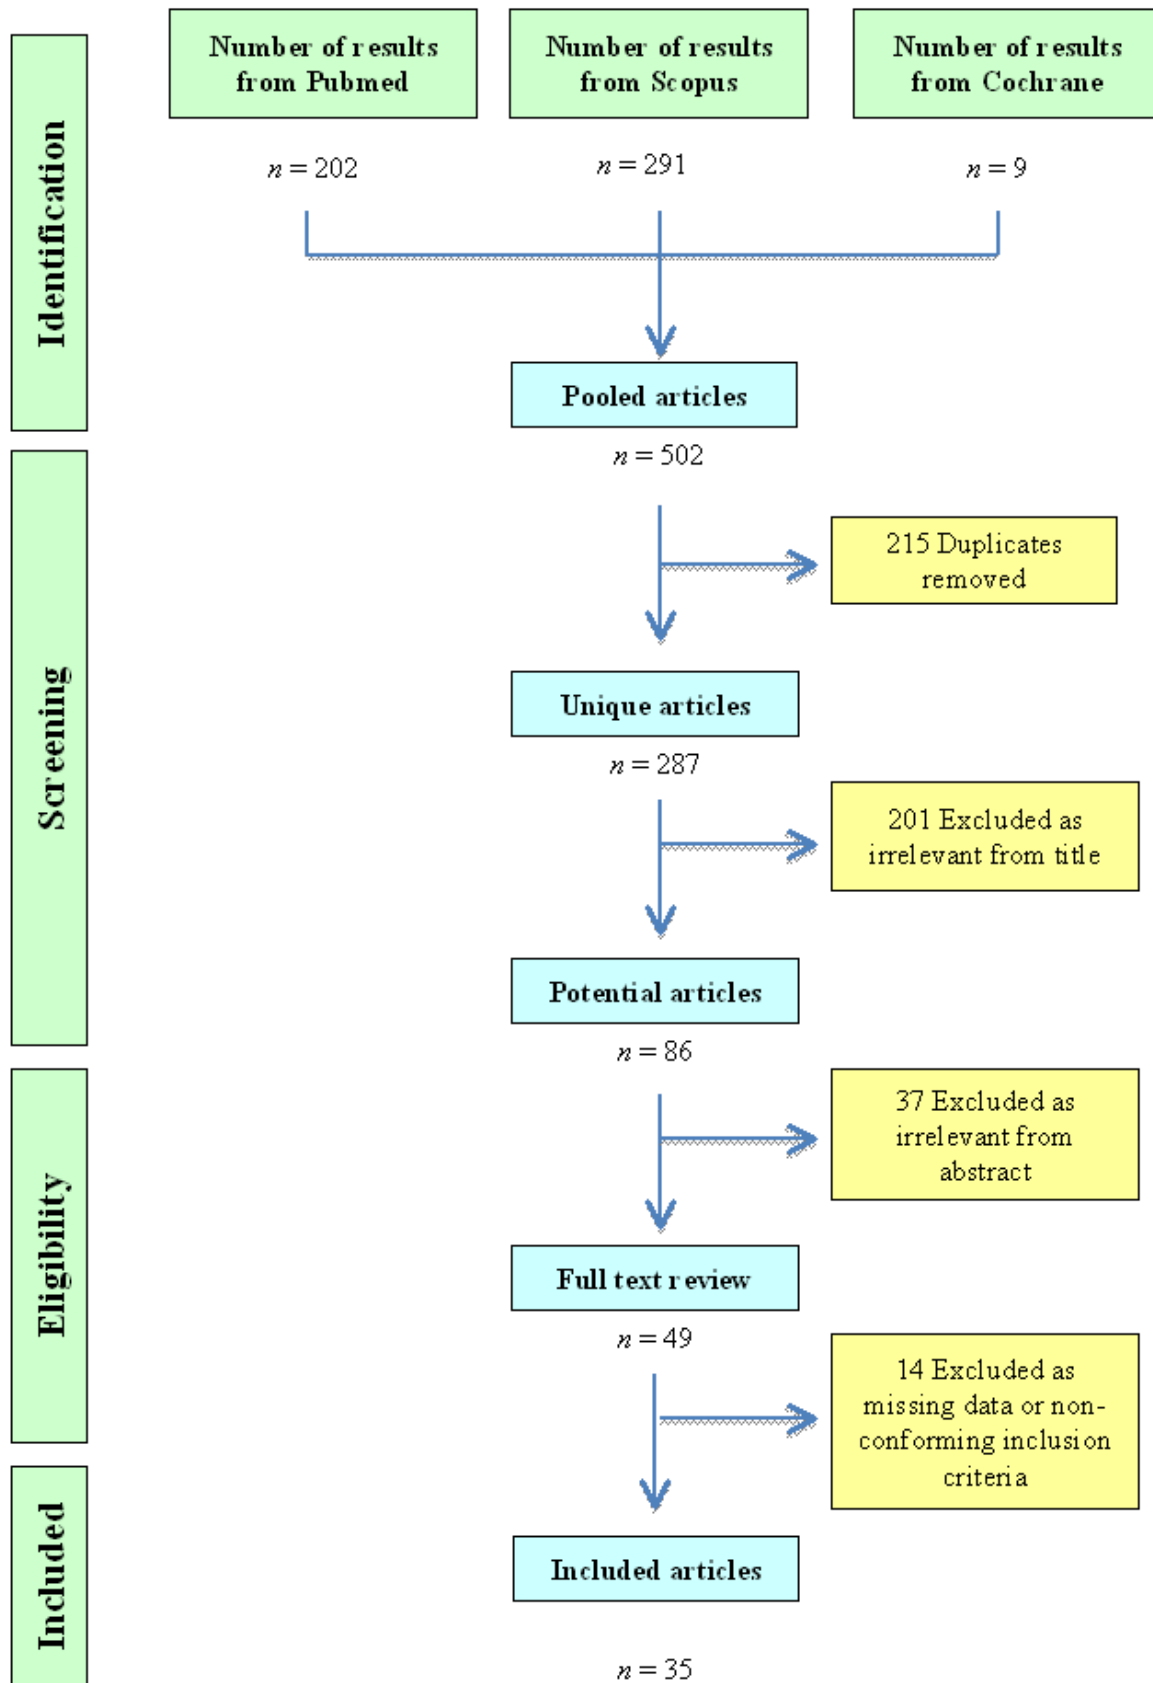 Identification
Number of results
from Pubmed
Number of results
from Scopus
Number of results
from Cochrane
n = 202
n = 291
n = 9
Pooled articles
n = 502
Screening
215 Duplicates
removed
Unique articles
n = 287
201 Excluded as
irrelevant from title
Potential articles
n = 86
Eligibility
37 Excluded as
irrelevant from
abstract
Full text review
n = 49
14 Excluded as
missing data or non-
conforming inclusion
criteria
Included
Included articles
n = 35